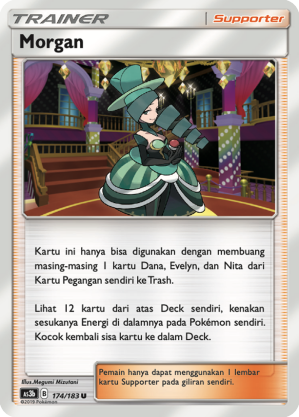 TRAINER
Supporter
Morgan
Kartu ini hanya bisa digunakan dengan membuang
masing-masing 1 kartu Dana, Evelyn, dan Nita dari
Kartu Pegangan sendiri ke Trash.
Lihat 12 kartu dari atas Deck sendiri, kenakan
sesukanya Energi di dalamnya pada Pokémon sendiri.
Kocok kembali sisa kartu ke dalam Deck.
Illus.Megumi Mizutani
AS3b B 174/183 U
©2019 Pokémon
Pemain hanya dapat menggunakan 1 lembar
kartu Supporter pada giliran sendiri.